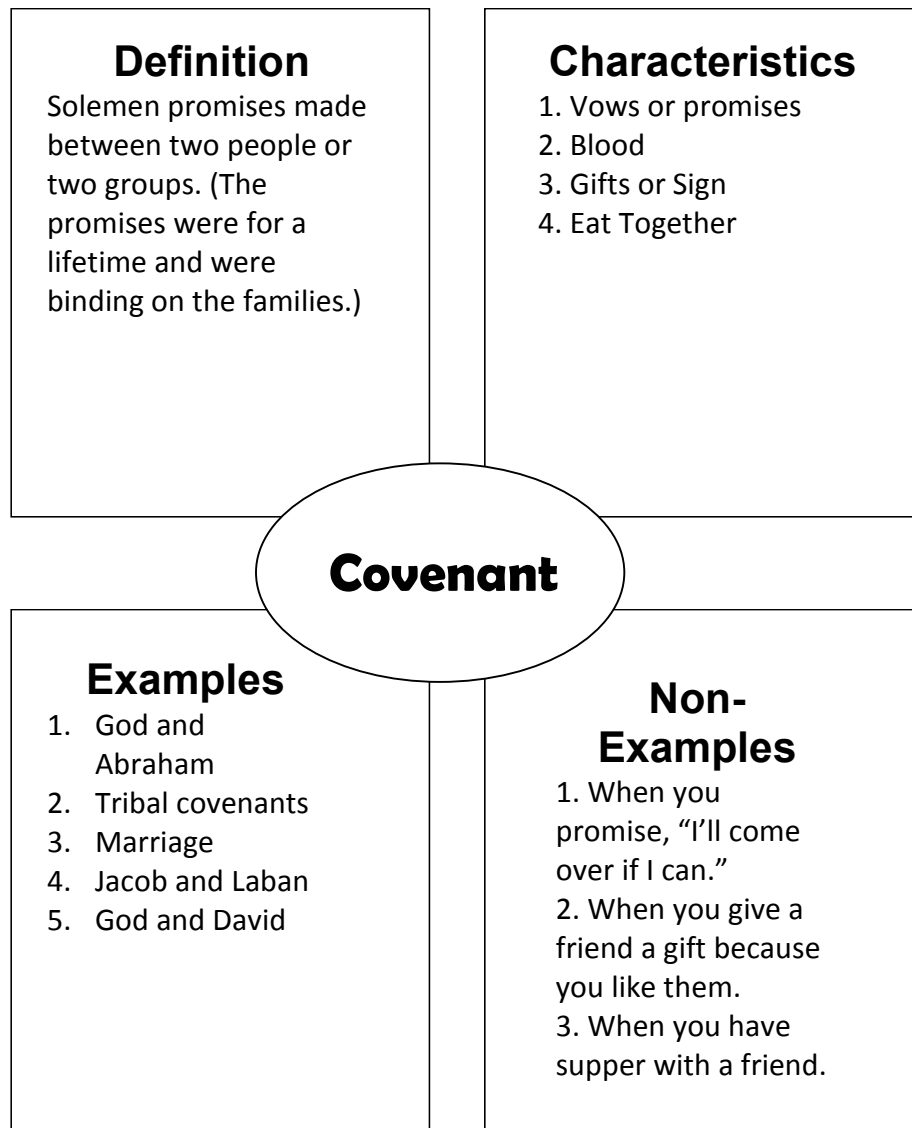 Definition
Solemen promises made
between two people or
two groups. (The
promises were for a
lifetime and were
binding on the families.)
Characteristics
1. Vows or promises
2. Blood
3. Gifts or Sign
4. Eat Together
Covenant
Examples
1. God and
Abraham
2. Tribal covenants
3. Marriage
4. Jacob and Laban
5. God and David
Non-
Examples
1. When you
promise, “I’ll come
over if I can.”
2. When you give a
friend a gift because
you like them.
3. When you have
supper with a friend.